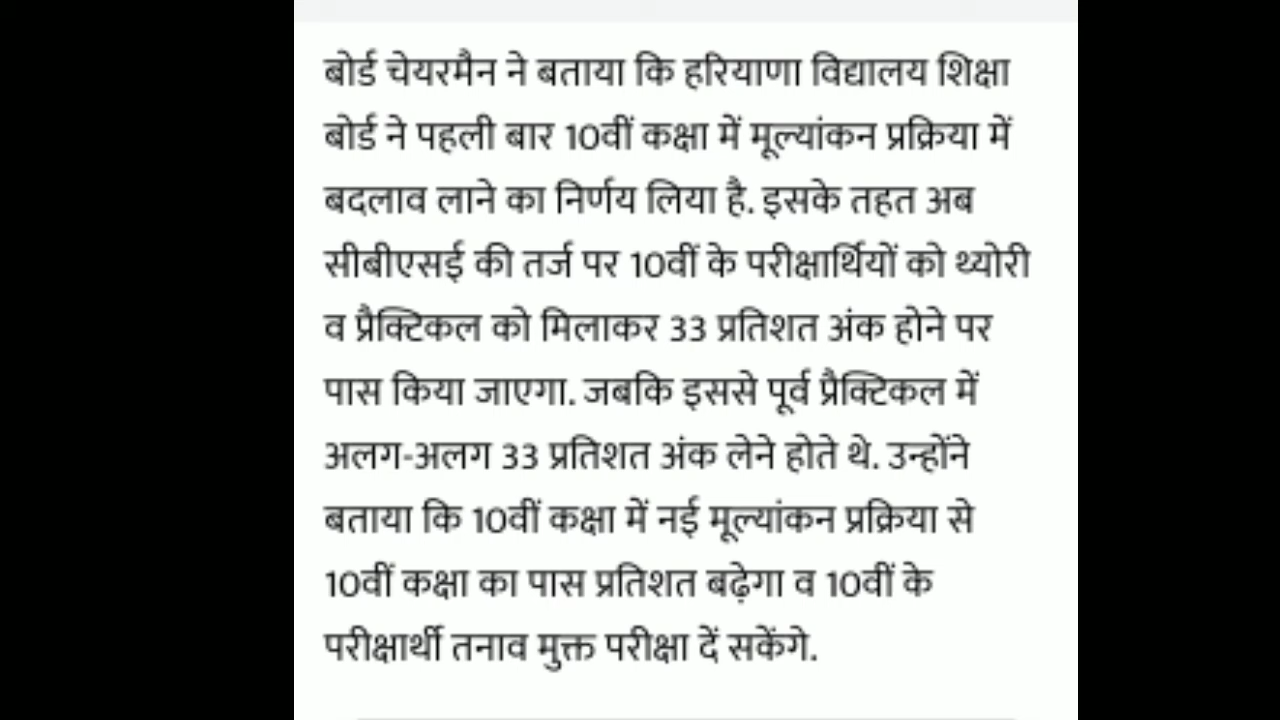 बोर्ड चेयरमैन ने बताया कि हरियाणा विद्यालय शिक्षा
बोर्ड ने पहली बार 10वीं कक्षा में मूल्यांकन प्रक्रिया में
बदलाव लाने का निर्णय लिया है. इसके तहत अब
सीबीएसई की तर्ज पर 10वीं के परीक्षार्थियों को थ्योरी
व प्रैक्टिकल को मिलाकर 33 प्रतिशत अंक होने पर
पास किया जाएगा. जबकि इससे पूर्व प्रैक्टिकल में
अलग-अलग 33 प्रतिशत अंक लेने होते थे. उन्होंने
बताया कि 10वीं कक्षा में नई मूल्यांकन प्रक्रिया से
10वीं कक्षा का पास प्रतिशत बढ़ेगा व 10वीं के
परीक्षार्थी तनाव मुक्त परीक्षा दें सकेंगे.